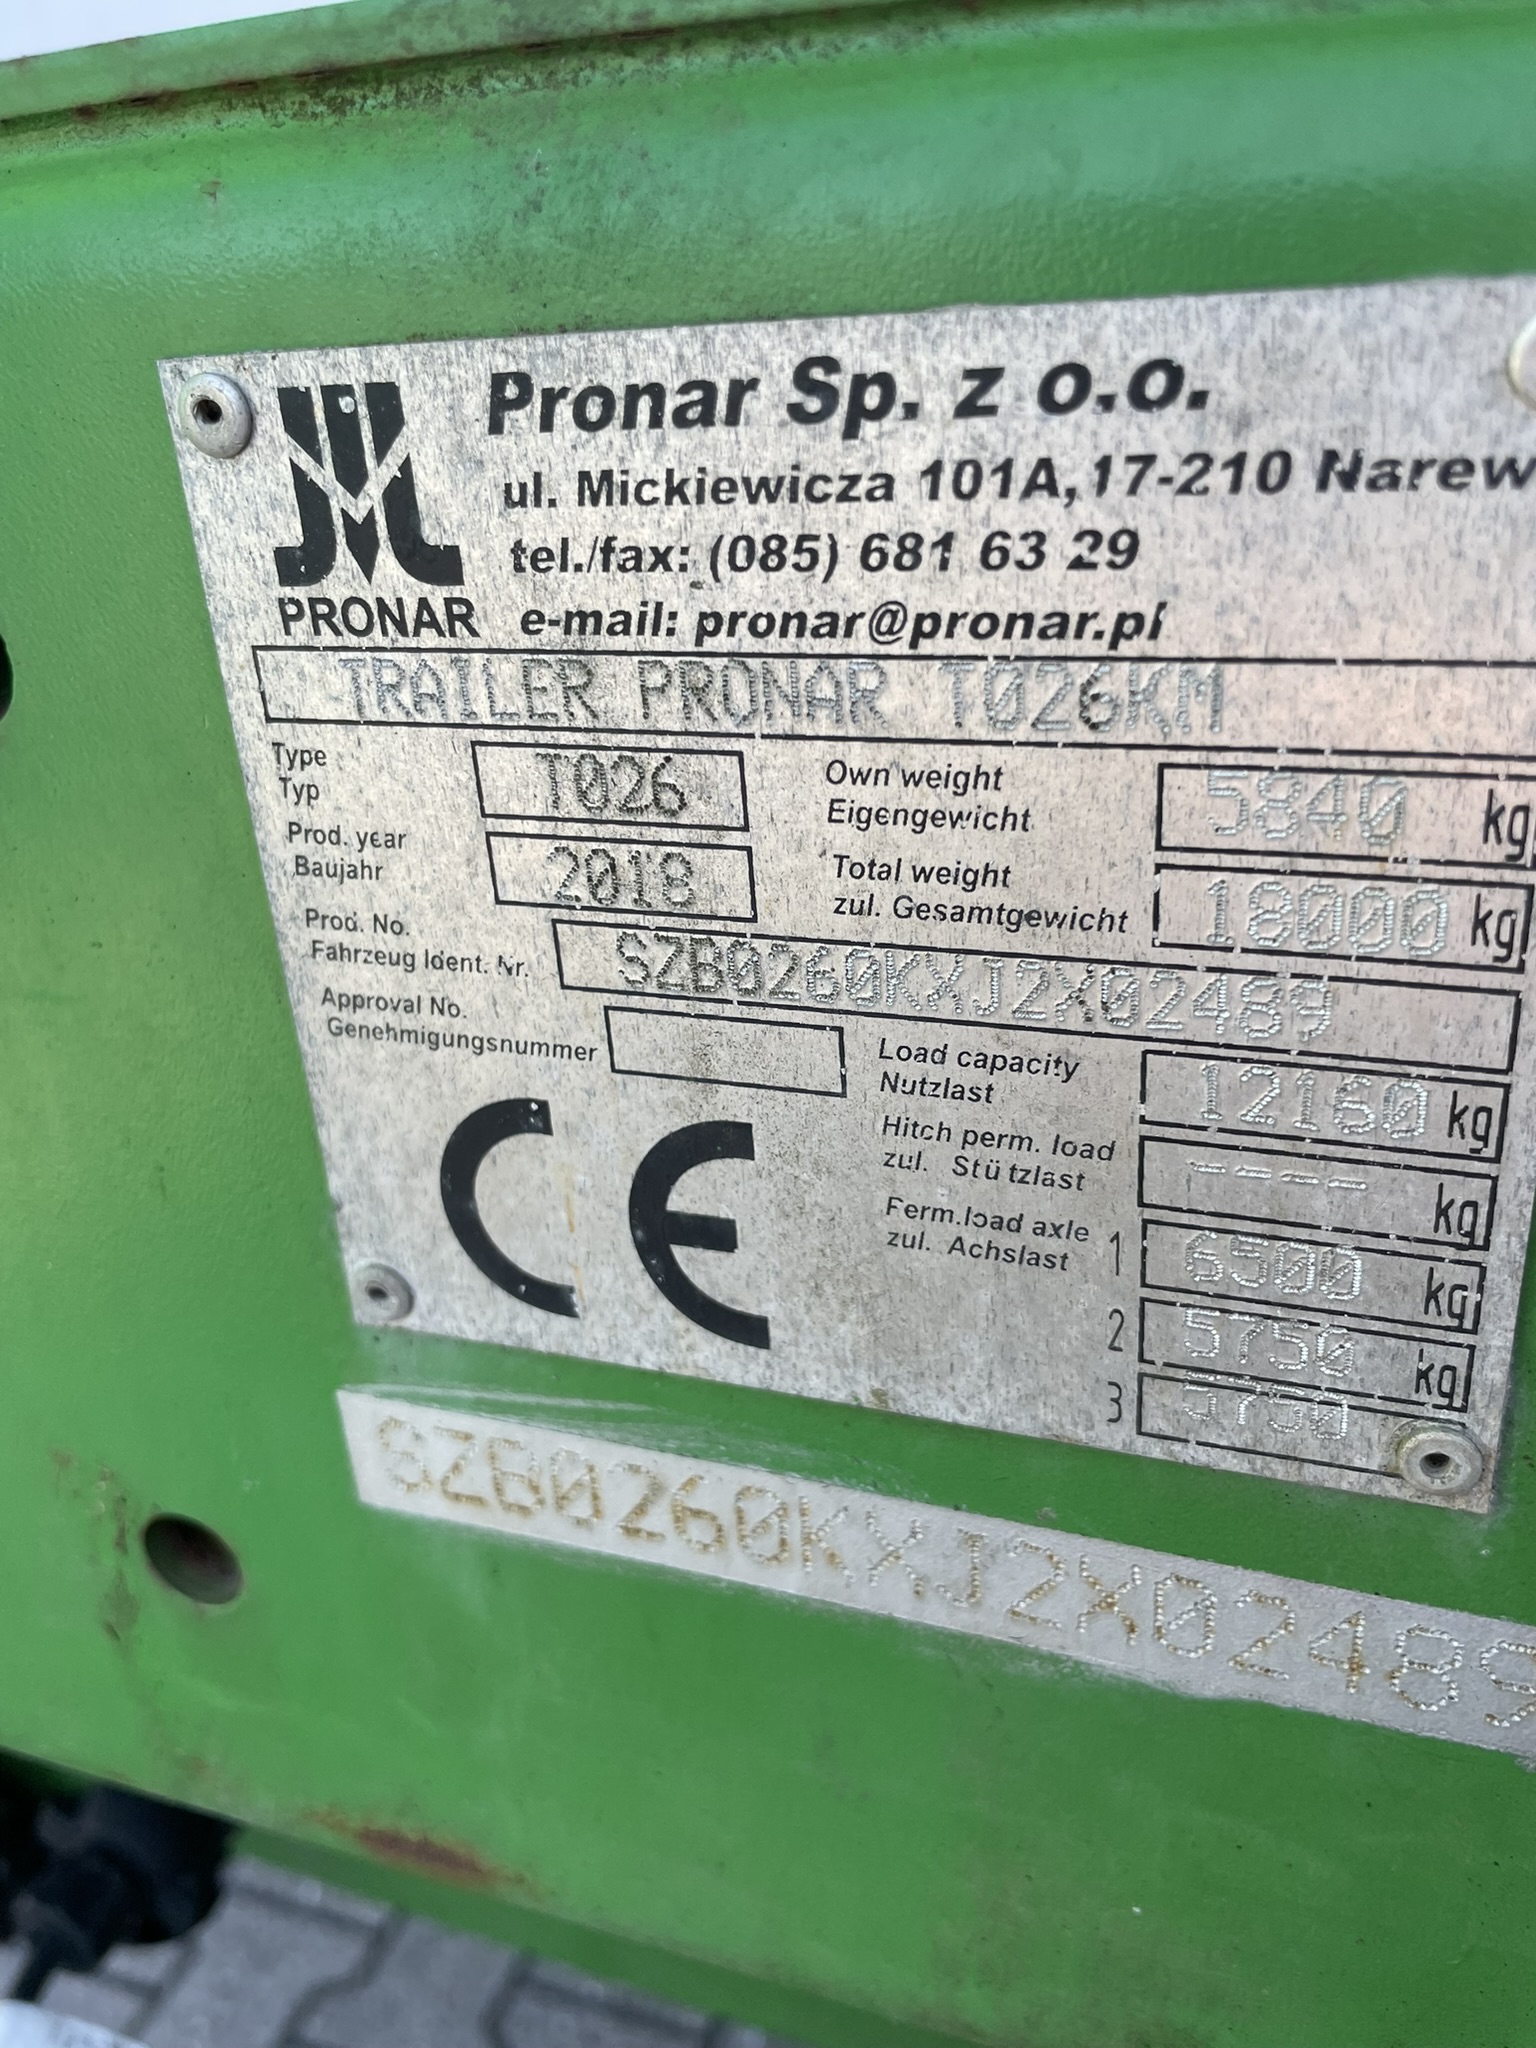 Pronar Sp. z o.o.
ul. Mickiewicza 101A, 17-210 Narew
tel./fax: (085) 681 63 29
PRONAR e-mail: pronar@pronar.pl
TRAILER PRONAR T026KM
Type
Typ
T026
Own weight
Eigengewicht
5840 kg
Prod. year
Baujahr
2018
Total weight
zul. Gesamtgewicht
18000 kg
Prod. No.
Fahrzeug Ident. Nr.
SZB0260KXJ2X02489
Approval No.
Genehmigungsnummer
Load capacity
Nutzlast
12160 kg
Hitch perm. load
zul. Stützlast
---- kg
Ferm.load axle
zul. Achslast
1 6500 kg
2 5750 kg
3 5750
CE
SZB0260KXJ2X02489